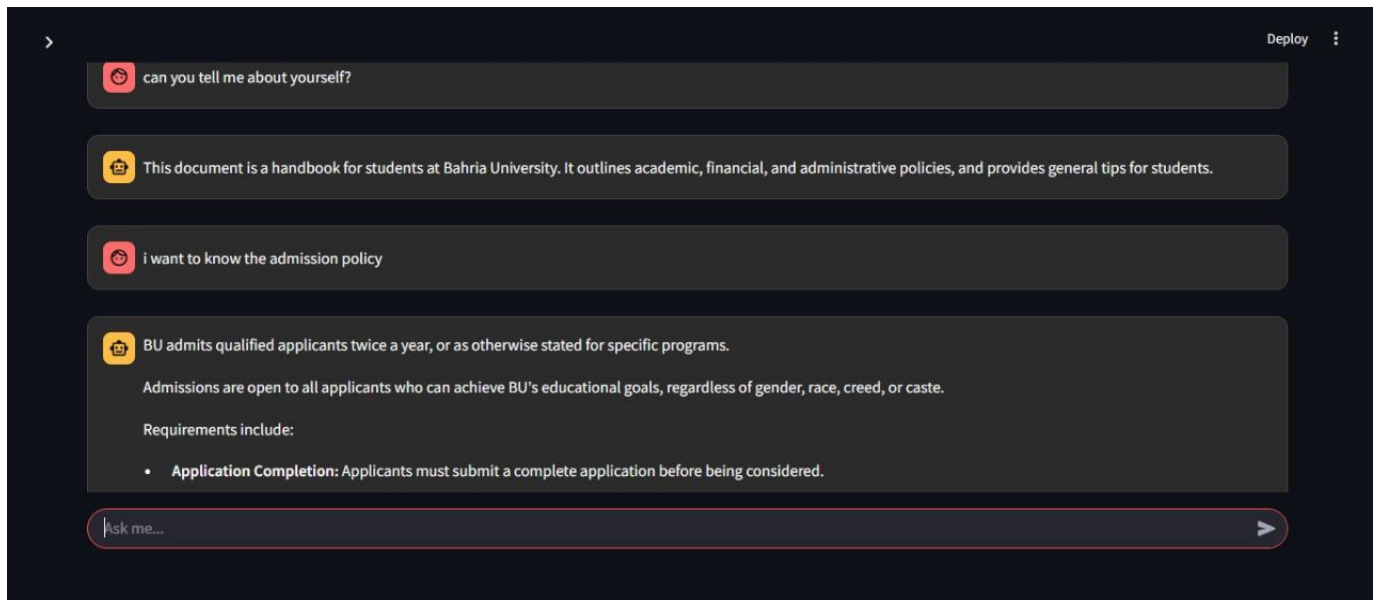 Deploy
can you tell me about yourself?
This document is a handbook for students at Bahria University. It outlines academic, financial, and administrative policies, and provides general tips for students.
i want to know the admission policy
BU admits qualified applicants twice a year, or as otherwise stated for specific programs.
Admissions are open to all applicants who can achieve BU's educational goals, regardless of gender, race, creed, or caste.
Requirements include:
• Application Completion: Applicants must submit a complete application before being considered.
Ask me...